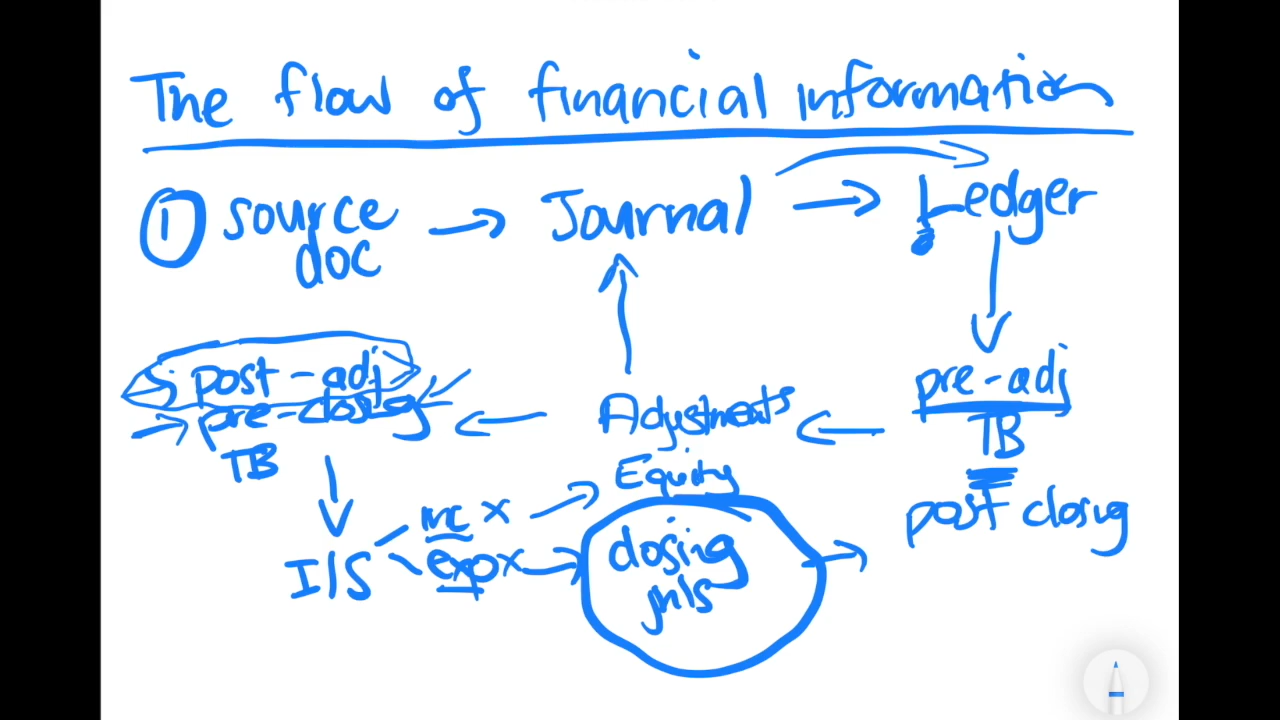 The flow of financial information
① source doc → Journal → Ledger
pre-adj
TB
Adjustments
post-adj
pre-closing
TB
I/S
inc x
exp x
Equity
closing
jnls
post closing